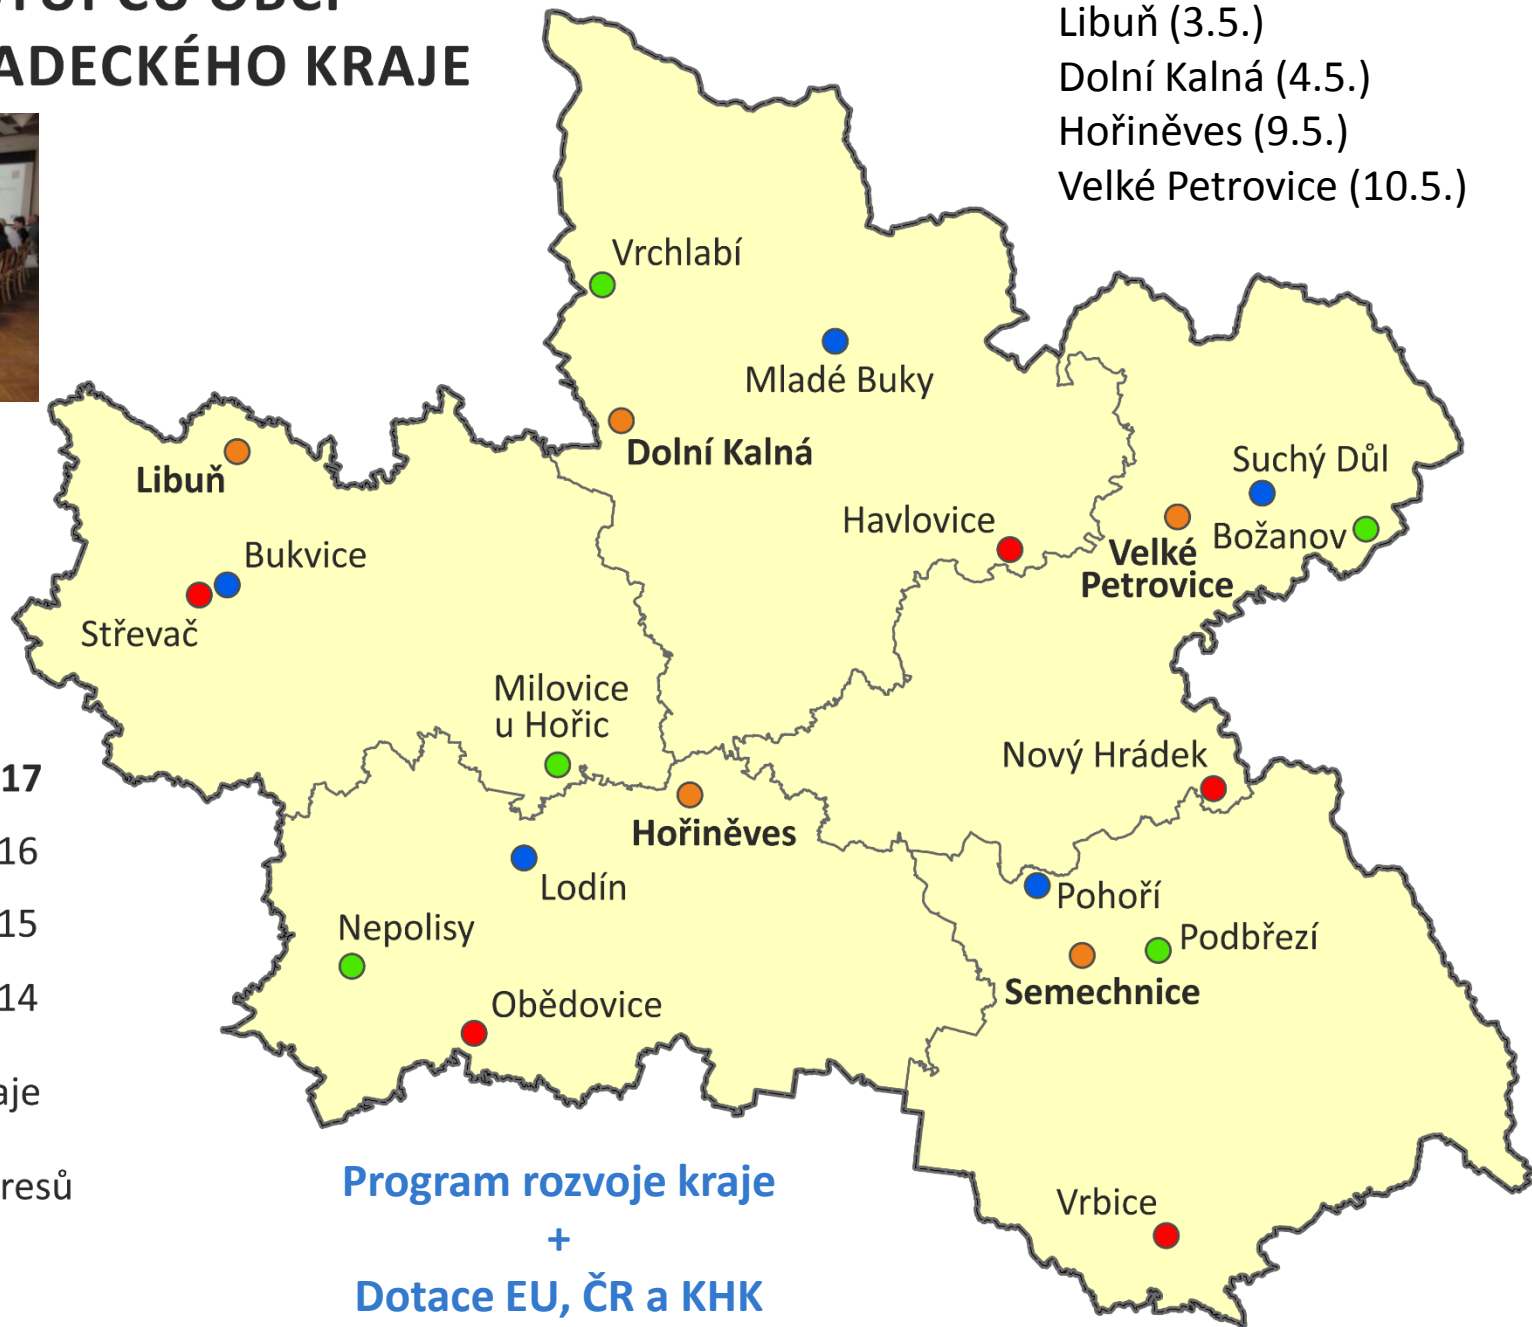 ADECKÉHO KRAJE
Libuň (3.5.)
Dolní Kalná (4.5.)
Hořiněves (9.5.)
Velké Petrovice (10.5.)
Vrchlabí
Mladé Buky
Dolní Kalná
Libuň
Suchý Důl
Havlovice
Božanov
Velké
Petrovice
Bukvice
Střevač
Milovice
u Hořic
Nový Hrádek
17
Hořiněves
16
Lodín
Pohoří
15
Nepolisy
Podbřezí
14
Semechnice
Obědovice
aje
resů
Program rozvoje kraje
+
Dotace EU, ČR a KHK
Vrbice